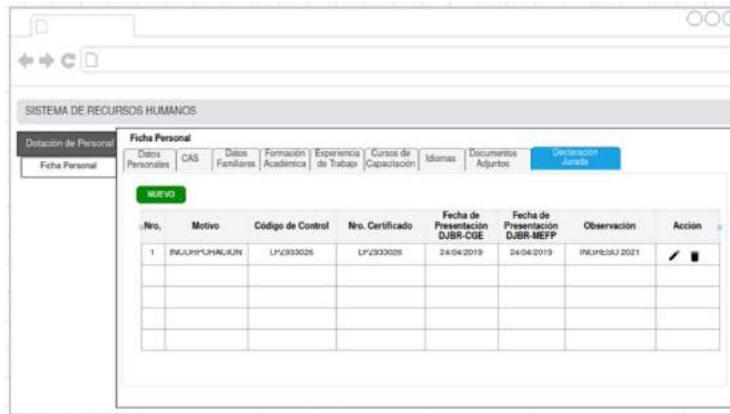 SISTEMA DE RECURSOS HUMANOS
Dotación de Personal
Ficha Personal
Ficha Personal
Datos Personales
CAS
Datos Familiares
Formación Académica
Experiencia de Trabajo
Cursos de Capacitación
Idiomas
Documentos Adjuntos
Declaración Jurada
NUEVO
Nro. Motivo Código de Control Nro. Certificado Fecha de Presentación DJBR-CGE Fecha de Presentación DJBR-MEFP Observación Acción
1 INCORPORACION LPZ933026 LPZ933026 24/04/2019 24/04/2019 INGRESO 2021